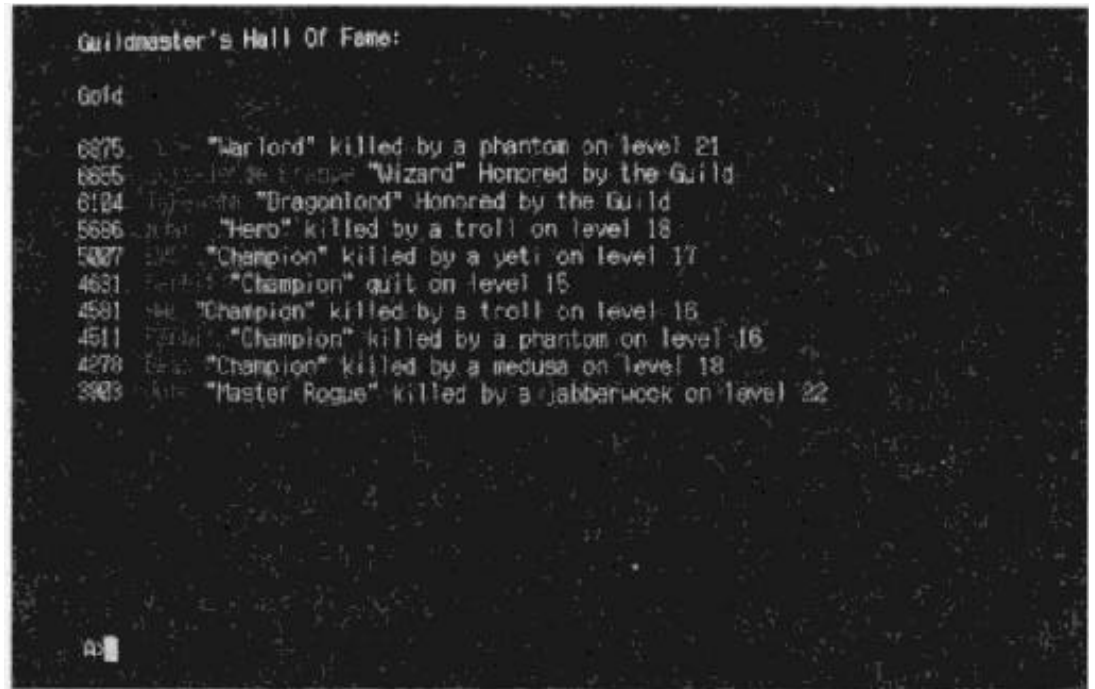 Guildmaster's Hall Of Fame:
Gold
6875 "Warlord" killed by a phantom on level 21
6655 "Wizard" Honored by the Guild
6104 "Dragonlord" Honored by the Guild
5686 "Hero" killed by a troll on level 18
5007 "Champion" killed by a yeti on level 17
4631 "Champion" quit on level 15
4581 "Champion" killed by a troll on level 16
4511 "Champion" killed by a phantom on level 16
4278 "Champion" killed by a medusa on level 18
3903 "Master Rogue" killed by a jabberwock on level 22
A>